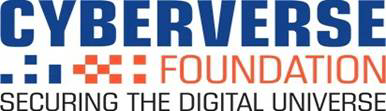 CYBERVERSE
FOUNDATION
SECURING THE DIGITAL UNIVERSE